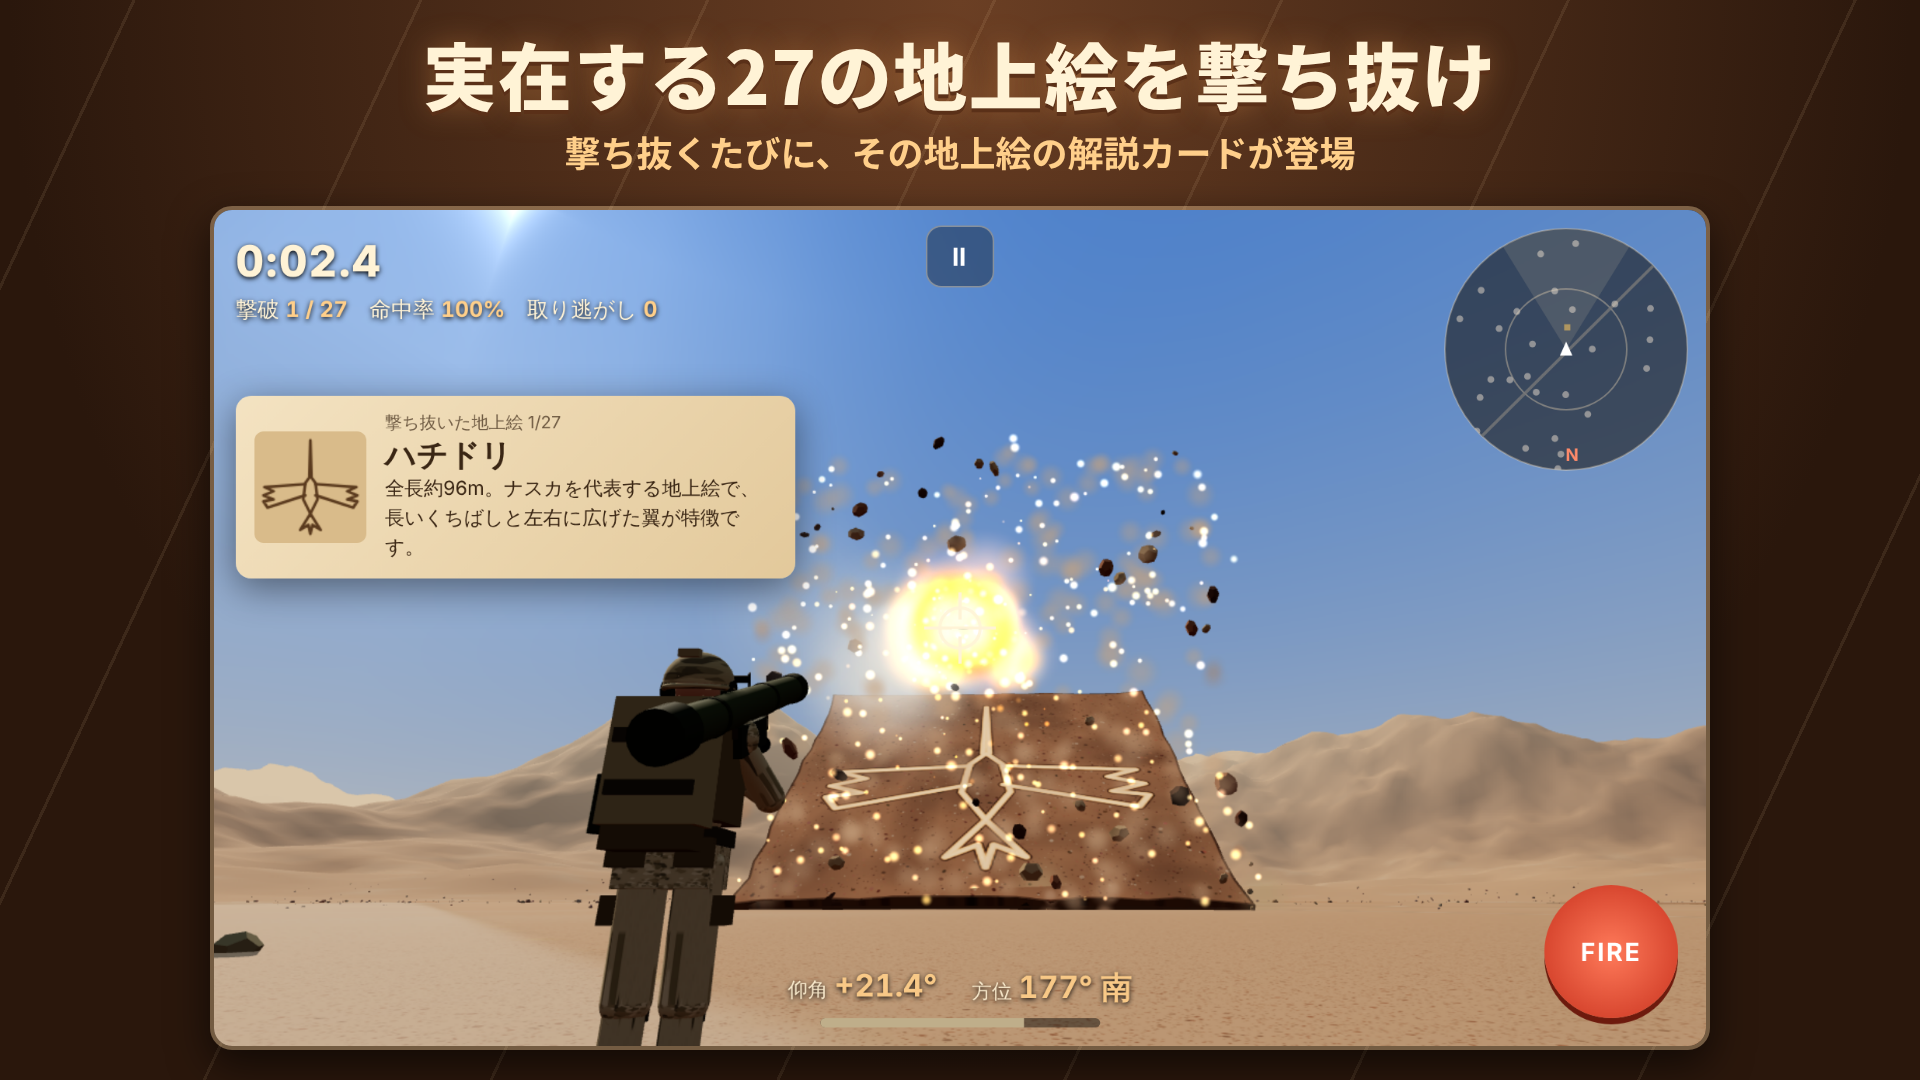 実在する27の地上絵を撃ち抜け
撃ち抜くたびに、その地上絵の解説カードが登場
0:02.4
撃破 1 / 27 命中率 100% 取り逃がし 0
撃ち抜いた地上絵 1/27
ハチドリ
全長約96m。ナスカを代表する地上絵で、
長いくちばしと左右に広げた翼が特徴で
す。
N
FIRE
仰角 +21.4° 方位 177° 南